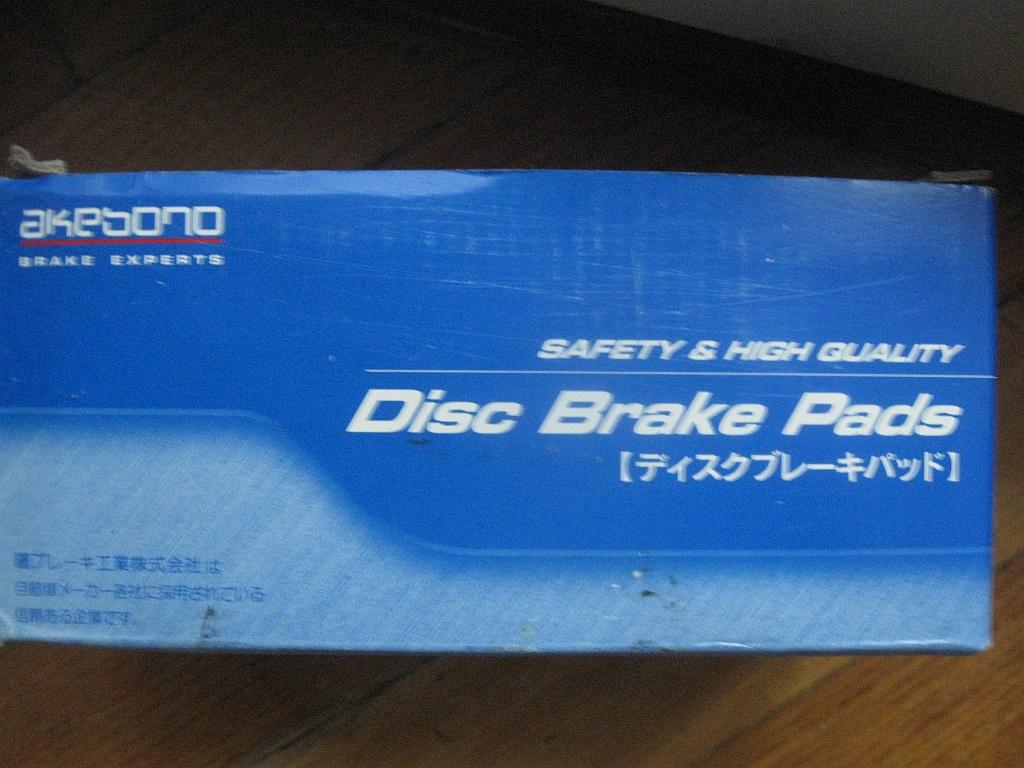 akebono
BRAKE EXPERTS
SAFETY & HIGH QUALITY
Disc Brake Pads
【ディスクブレーキパッド】
曙ブレーキ工業株式会社は
自動車メーカー各社に採用されている
信頼ある企業です